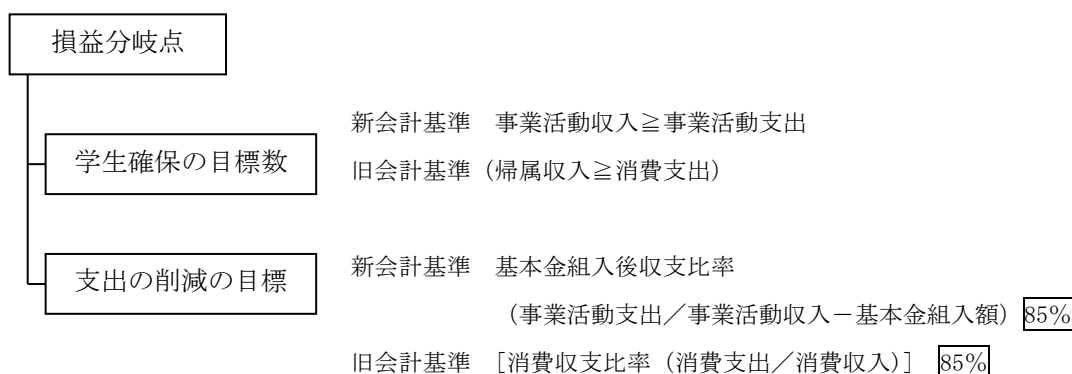 損益分岐点
新会計基準　事業活動収入≧事業活動支出
学生確保の目標数
旧会計基準（帰属収入≧消費支出）
新会計基準　基本金組入後収支比率
支出の削減の目標
（事業活動支出／事業活動収入－基本金組入額）85%
旧会計基準　［消費収支比率（消費支出／消費収入）］　85%